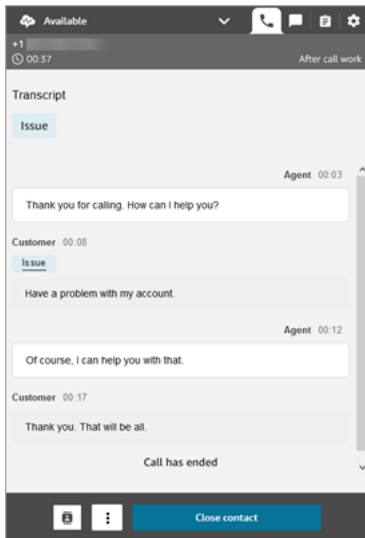 Available
+1
00:37 After call work
Transcript
Issue
Agent 00:03
Thank you for calling. How can I help you?
Customer 00:08
Issue
Have a problem with my account.
Agent 00:12
Of course, I can help you with that.
Customer 00:17
Thank you. That will be all.
Call has ended
Close contact